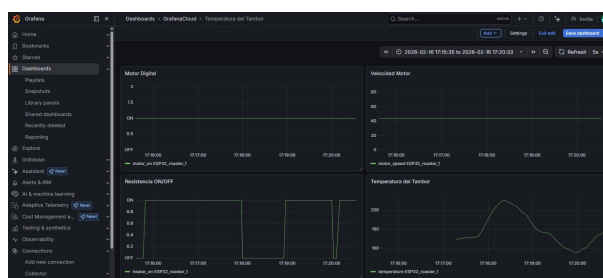 Grafana
Dashboards › GrafanaCloud › Temperatura del Tambor
Search...
Invite
Home
Bookmarks
Starred
Dashboards
Playlists
Snapshots
Library panels
Shared dashboards
Recently deleted
Reporting
Explore
Drilldown
Assistant New!
Alerts & IRM
AI & machine learning
Adaptive Telemetry New!
Cost Management a... New!
Testing & synthetics
Observability
Connections
Add new connection
Collector
Add
Settings
Exit edit
Save dashboard
2026-02-16 17:15:35 to 2026-02-16 17:20:33
Refresh 5s
Motor Digital
2
1.5
ON
0.5
OFF
17:16:00 17:17:00 17:18:00 17:19:00 17:20:00
motor_on ESP32_roaster_1
Velocidad Motor
80
60
40
20
0
17:16:00 17:17:00 17:18:00 17:19:00 17:20:00
motor_speed ESP32_roaster_1
Resistencia ON/OFF
ON
0.8
0.6
0.4
0.2
OFF
17:16:00 17:17:00 17:18:00 17:19:00 17:20:00
heater_on ESP32_roaster_1
Temperatura del Tambor
200
180
160
17:16:00 17:17:00 17:18:00 17:19:00 17:20:00
temperature ESP32_roaster_1